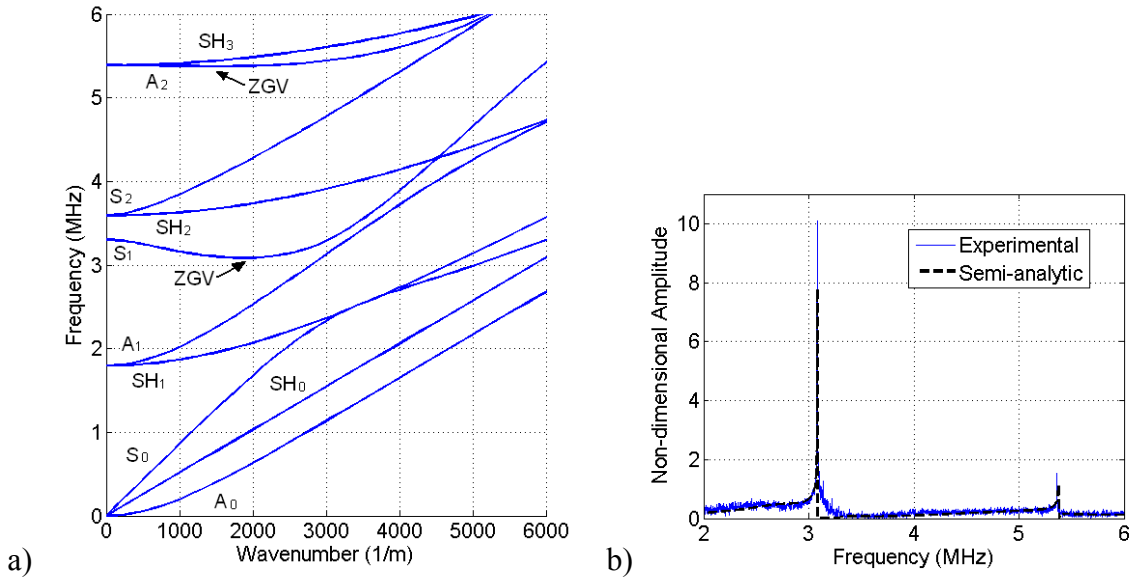 6
5
4
3
2
1
0
Frequency (MHz)
SH3
A2
ZGV
S2
SH2
S1
ZGV
A1
SH1
SH0
S0
A0
0 1000 2000 3000 4000 5000 6000
Wavenumber (1/m)
a)
10
8
6
4
2
0
Non-dimensional Amplitude
Experimental
Semi-analytic
2 3 4 5 6
Frequency (MHz)
b)